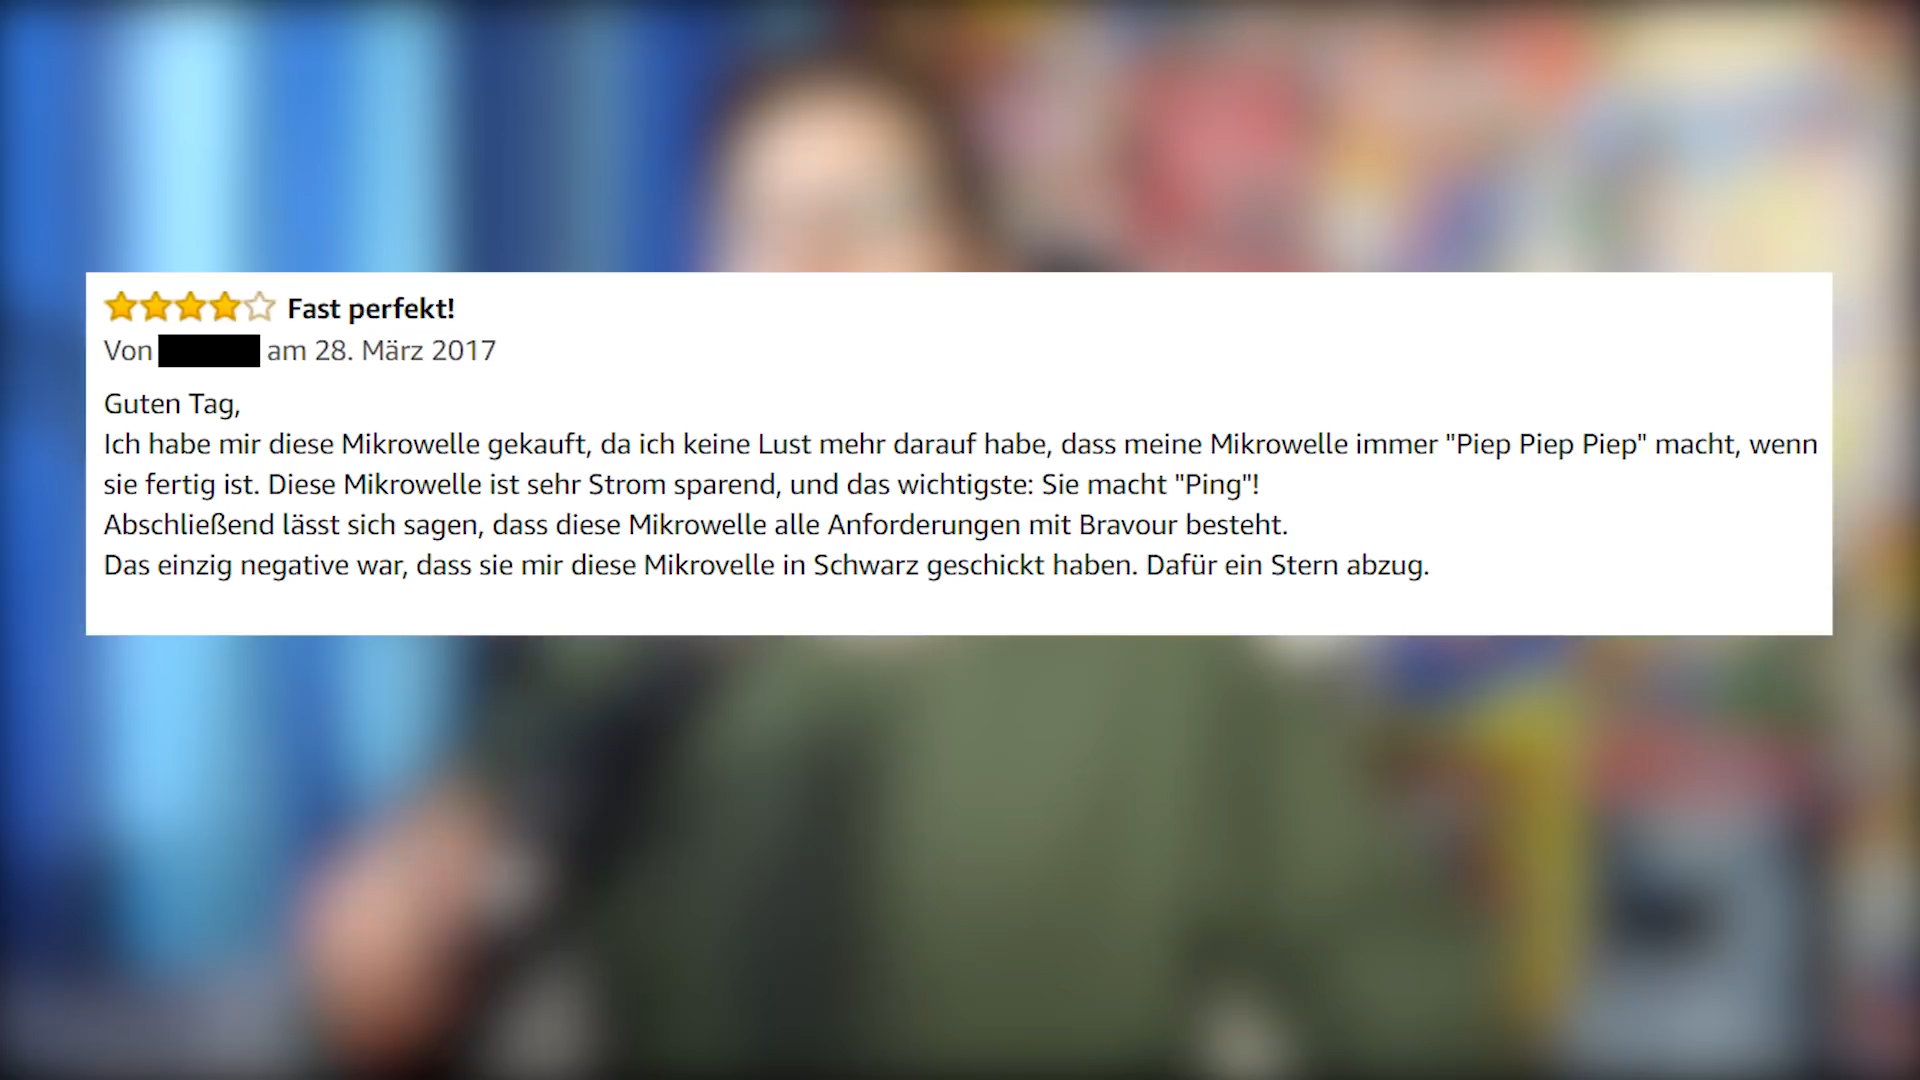 Fast perfekt!
Von am 28. März 2017
Guten Tag,
Ich habe mir diese Mikrowelle gekauft, da ich keine Lust mehr darauf habe, dass meine Mikrowelle immer "Piep Piep Piep" macht, wenn
sie fertig ist. Diese Mikrowelle ist sehr Strom sparend, und das wichtigste: Sie macht "Ping"!
Abschließend lässt sich sagen, dass diese Mikrowelle alle Anforderungen mit Bravour besteht.
Das einzig negative war, dass sie mir diese Mikrovelle in Schwarz geschickt haben. Dafür ein Stern abzug.